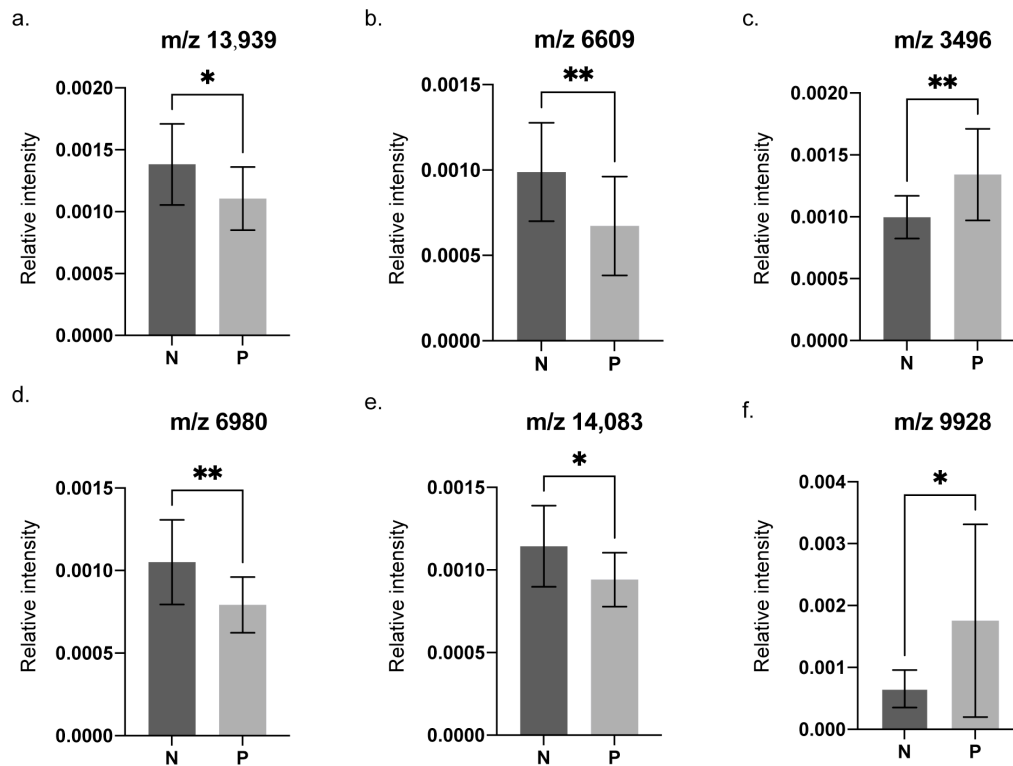 a.
m/z 13,939
*
Relative intensity
0.0020
0.0015
0.0010
0.0005
0.0000
N P
b.
m/z 6609
**
Relative intensity
0.0015
0.0010
0.0005
0.0000
N P
c.
m/z 3496
**
Relative intensity
0.0020
0.0015
0.0010
0.0005
0.0000
N P
d.
m/z 6980
**
Relative intensity
0.0015
0.0010
0.0005
0.0000
N P
e.
m/z 14,083
*
Relative intensity
0.0015
0.0010
0.0005
0.0000
N P
f.
m/z 9928
*
Relative intensity
0.004
0.003
0.002
0.001
0.000
N P